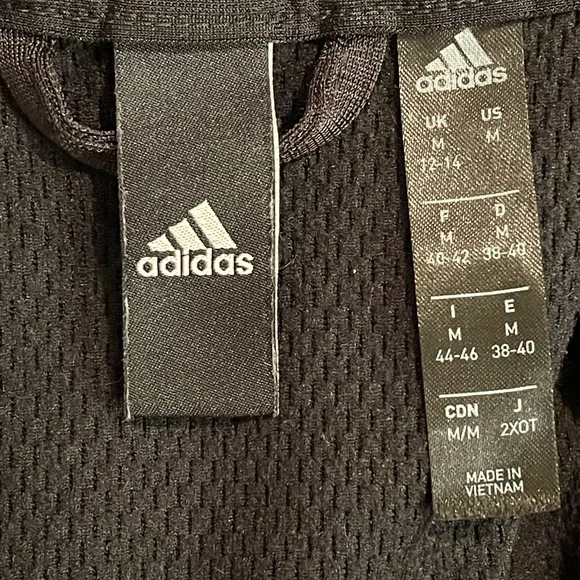 adidas
adidas
UK US
M M
12-14
F D
M M
40-42 38-40
I E
M M
44-46 38-40
CDN J
M/M 2XOT
MADE IN
VIETNAM